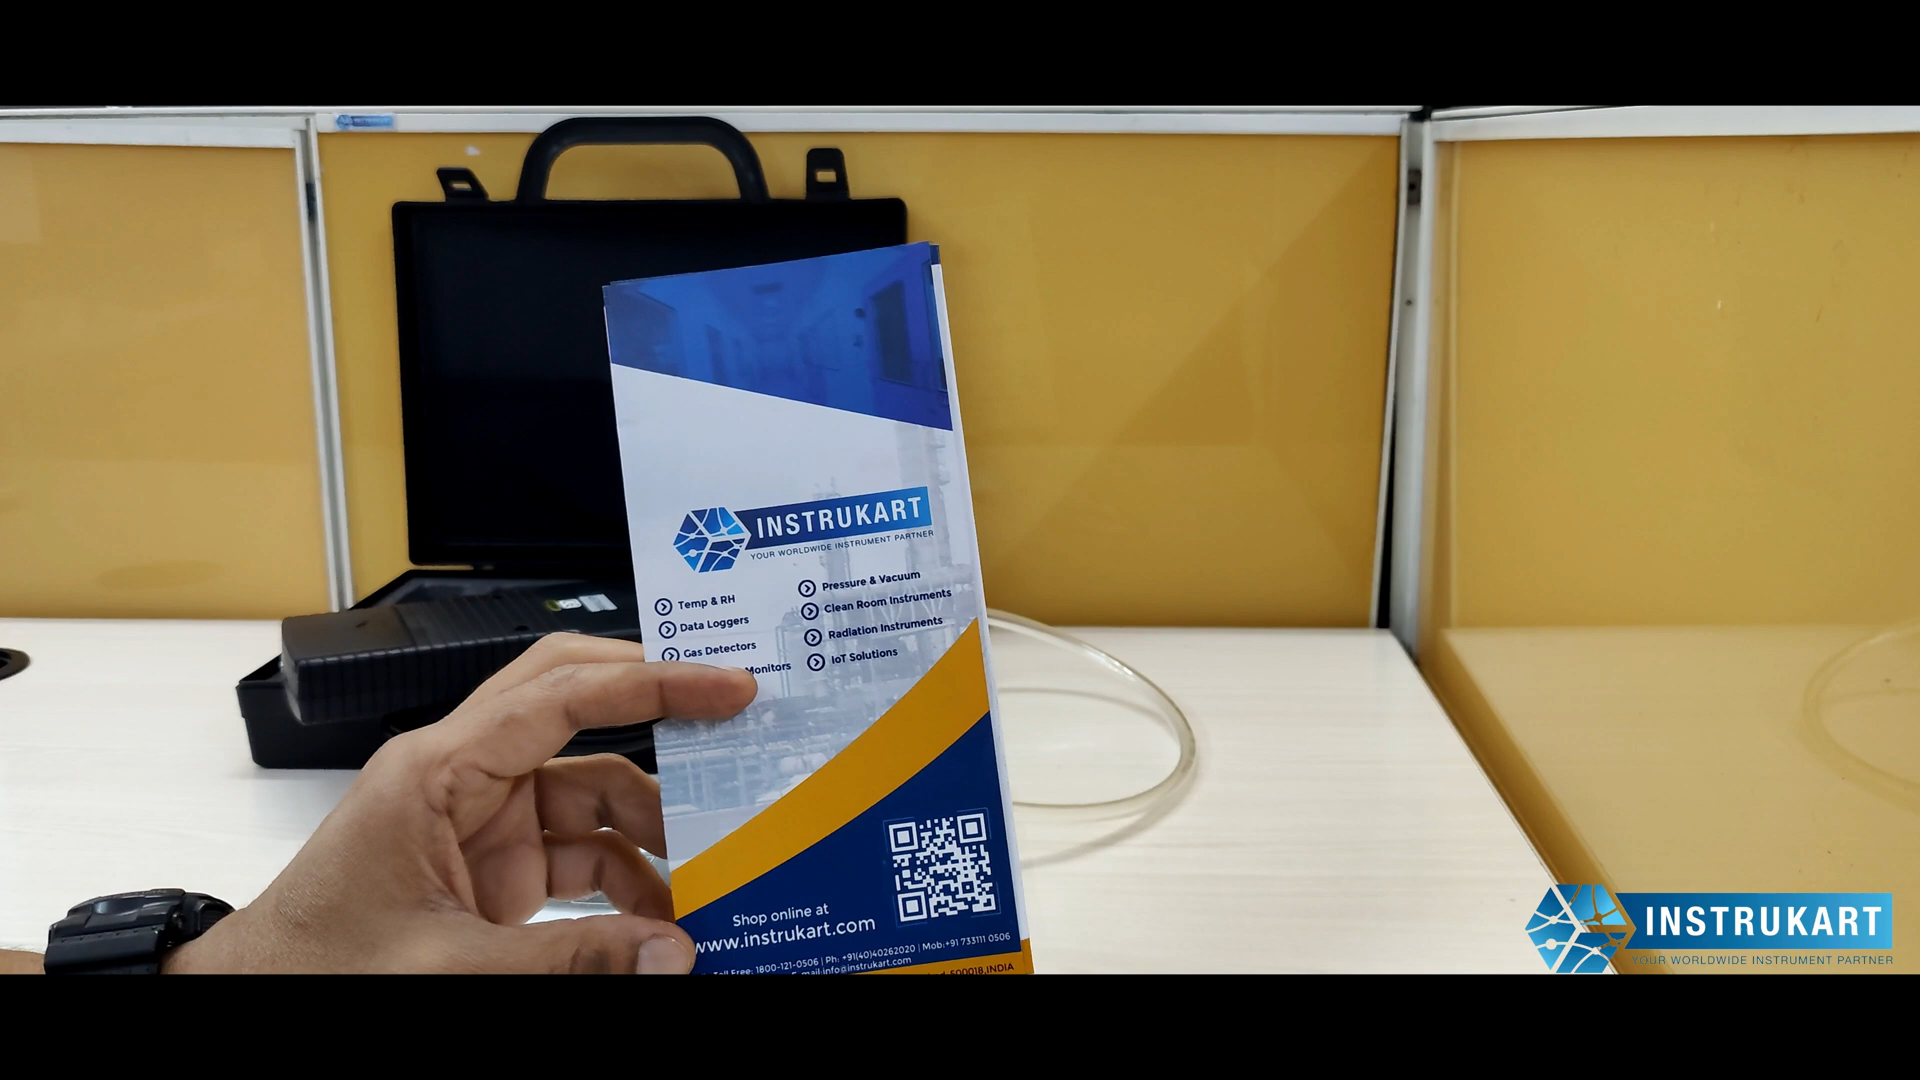 INSTRUKART
YOUR WORLDWIDE INSTRUMENT PARTNER
Temp & RH
Data Loggers
Gas Detectors
Monitors
Pressure & Vacuum
Clean Room Instruments
Radiation Instruments
IoT Solutions
Shop online at
www.instrukart.com
Toll Free: 1800-121-0506 | Ph: +91(40)40262020 | Mob:+91 733111 0506
E-mail:info@instrukart.com
500018,INDIA
INSTRUKART
YOUR WORLDWIDE INSTRUMENT PARTNER